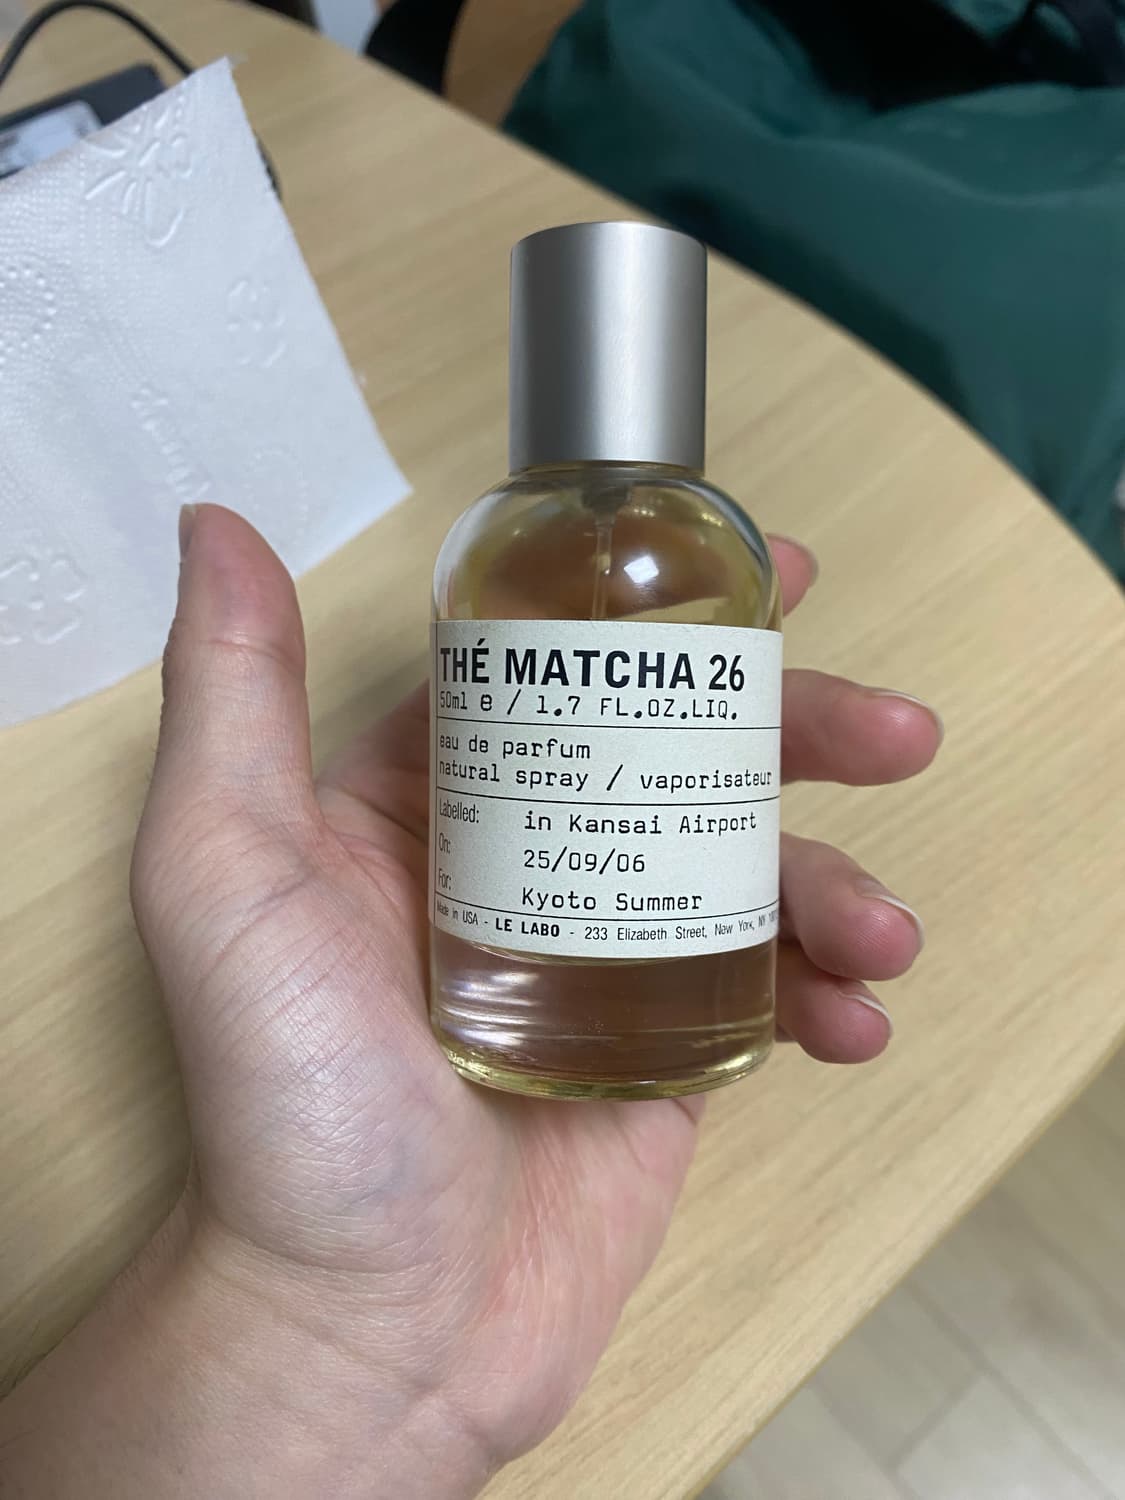 THÉ MATCHA 26
50ml e / 1.7 FL.OZ.LIQ.
eau de parfum
natural spray / vaporisateur
Labelled: in Kansai Airport
On: 25/09/06
For: Kyoto Summer
Made in USA - LE LABO - 233 Elizabeth Street, New York, NY